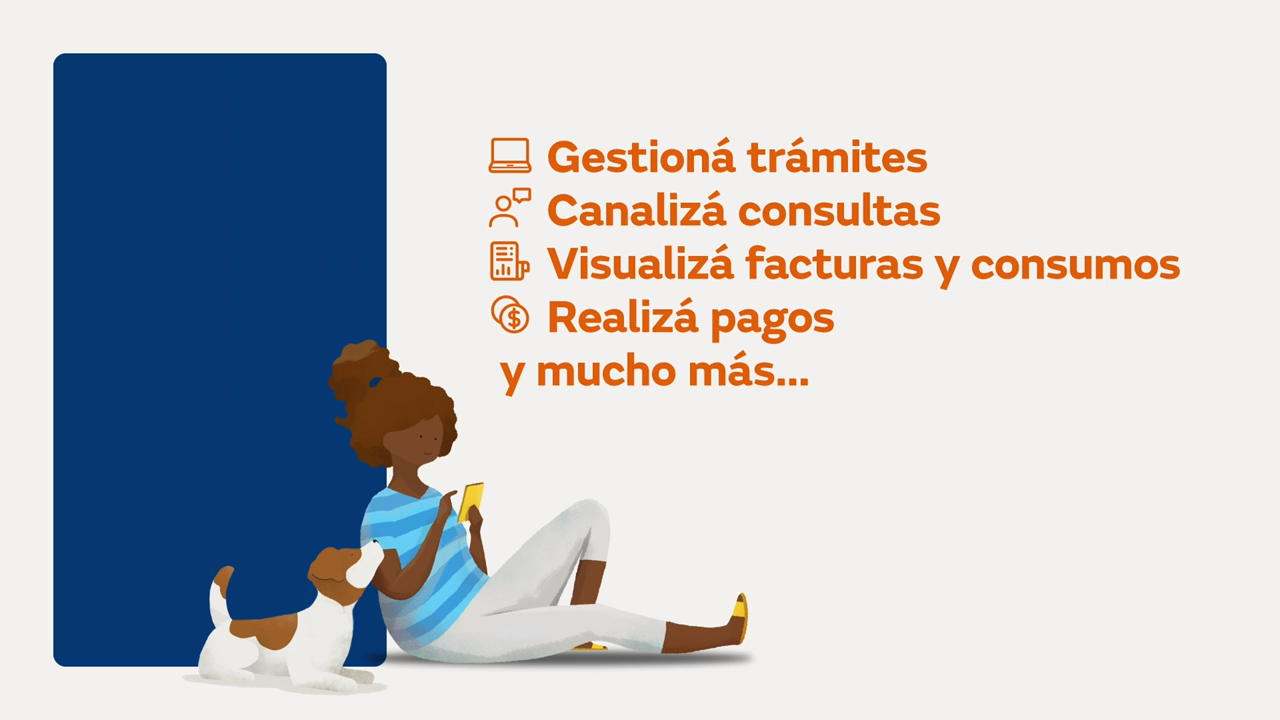 Gestioná trámites
Canalizá consultas
Visualizá facturas y consumos
Realizá pagos
y mucho más...